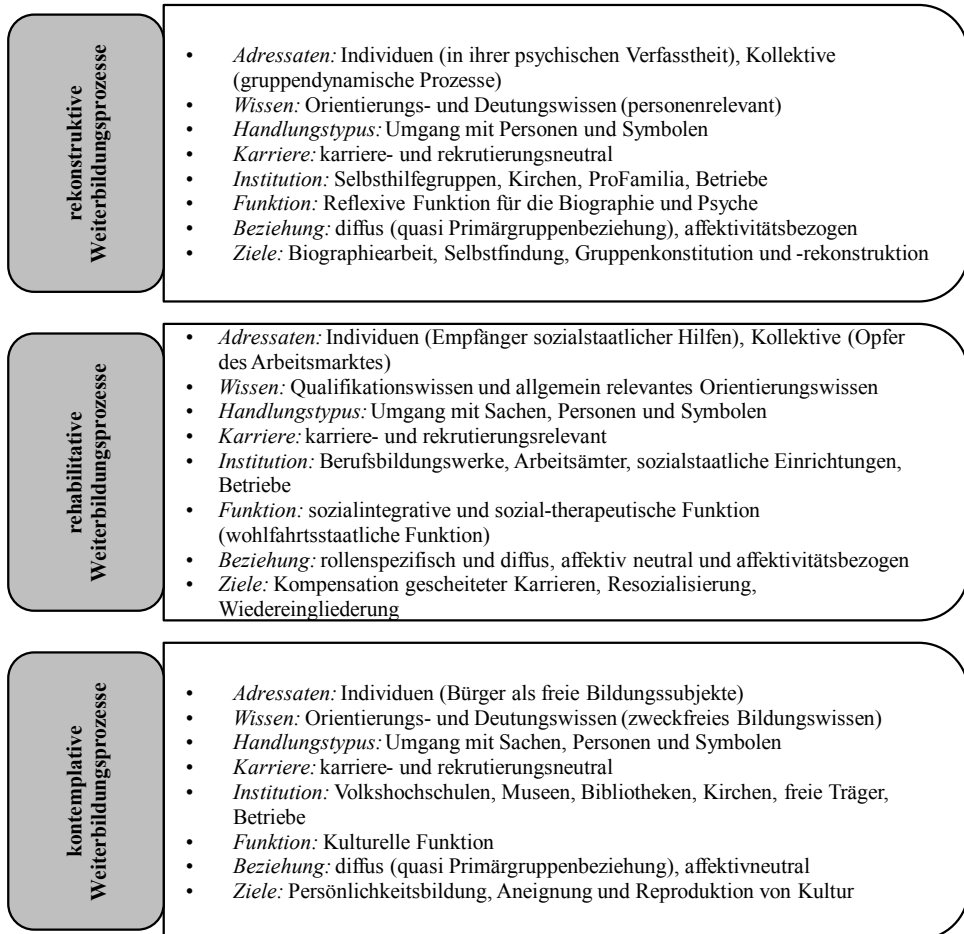 rekonstruktive
Weiterbildungsprozesse
• Adressaten: Individuen (in ihrer psychischen Verfasstheit), Kollektive
(gruppendynamische Prozesse)
• Wissen: Orientierungs- und Deutungswissen (personenrelevant)
• Handlungstypus: Umgang mit Personen und Symbolen
• Karriere: karriere- und rekrutierungsneutral
• Institution: Selbsthilfegruppen, Kirchen, ProFamilia, Betriebe
• Funktion: Reflexive Funktion für die Biographie und Psyche
• Beziehung: diffus (quasi Primärgruppenbeziehung), affektivitätsbezogen
• Ziele: Biographiearbeit, Selbstfindung, Gruppenkonstitution und -rekonstruktion
rehabilitative
Weiterbildungsprozesse
• Adressaten: Individuen (Empfänger sozialstaatlicher Hilfen), Kollektive (Opfer
des Arbeitsmarktes)
• Wissen: Qualifikationswissen und allgemein relevantes Orientierungswissen
• Handlungstypus: Umgang mit Sachen, Personen und Symbolen
• Karriere: karriere- und rekrutierungsrelevant
• Institution: Berufsbildungswerke, Arbeitsämter, sozialstaatliche Einrichtungen,
Betriebe
• Funktion: sozialintegrative und sozial-therapeutische Funktion
(wohlfahrtsstaatliche Funktion)
• Beziehung: rollenspezifisch und diffus, affektiv neutral und affektivitätsbezogen
• Ziele: Kompensation gescheiteter Karrieren, Resozialisierung,
Wiedereingliederung
kontemplative
Weiterbildungsprozesse
• Adressaten: Individuen (Bürger als freie Bildungssubjekte)
• Wissen: Orientierungs- und Deutungswissen (zweckfreies Bildungswissen)
• Handlungstypus: Umgang mit Sachen, Personen und Symbolen
• Karriere: karriere- und rekrutierungsneutral
• Institution: Volkshochschulen, Museen, Bibliotheken, Kirchen, freie Träger,
Betriebe
• Funktion: Kulturelle Funktion
• Beziehung: diffus (quasi Primärgruppenbeziehung), affektivneutral
• Ziele: Persönlichkeitsbildung, Aneignung und Reproduktion von Kultur